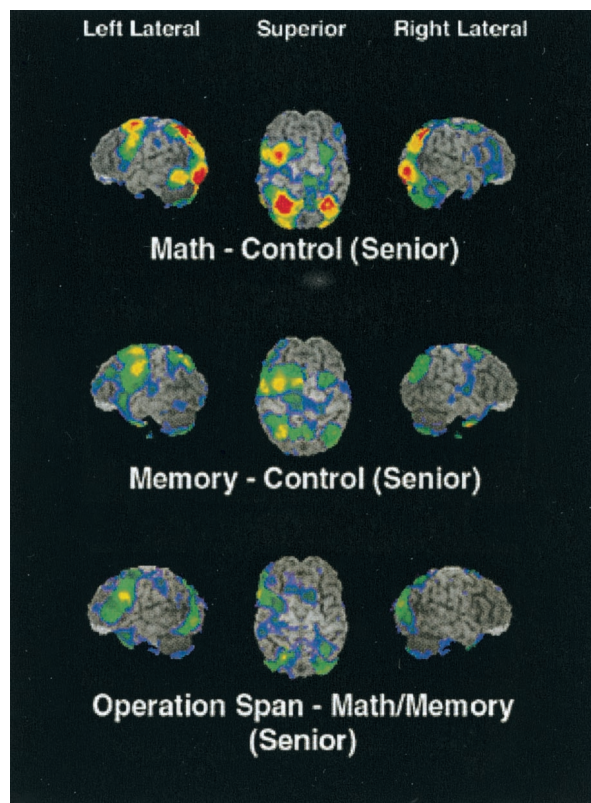 Left Lateral Superior Right Lateral
Math - Control (Senior)
Memory - Control (Senior)
Operation Span - Math/Memory
(Senior)